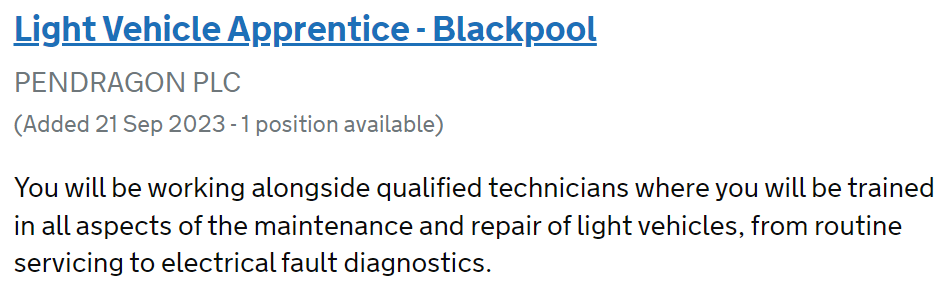 Light Vehicle Apprentice - Blackpool
PENDRAGON PLC
(Added 21 Sep 2023 - 1 position available)
You will be working alongside qualified technicians where you will be trained
in all aspects of the maintenance and repair of light vehicles, from routine
servicing to electrical fault diagnostics.